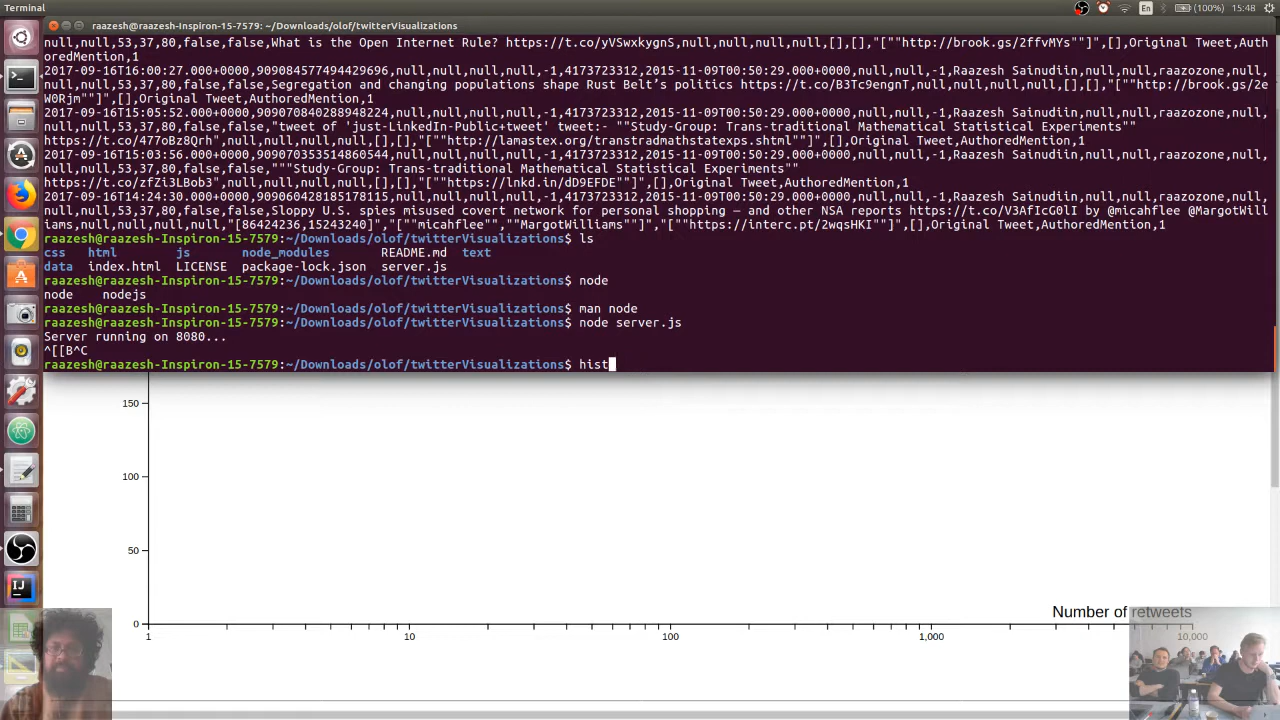 Terminal
En
(100%)
15:48
raazesh@raazesh-Inspiron-15-7579: ~/Downloads/olof/twitterVisualizations
null,null,53,37,80,false,false,What is the Open Internet Rule? https://t.co/yVSwxkygnS,null,null,null,null,[],[],"[""http://brook.gs/2ffvMYs""]",[],Original Tweet,Auth
oredMention,1
2017-09-16T16:00:27.000+0000,909084577494429696,null,null,null,null,-1,4173723312,2015-11-09T00:50:29.000+0000,null,null,-1,Raazesh Sainudiin,null,null,raazozone,null,
null,null,53,37,80,false,false,Segregation and changing populations shape Rust Belt's politics https://t.co/B3Tc9engnT,null,null,null,null,[],[],"[""http://brook.gs/2e
W0Rjm""]",[],Original Tweet,AuthoredMention,1
2017-09-16T15:05:52.000+0000,909070840288948224,null,null,null,null,-1,4173723312,2015-11-09T00:50:29.000+0000,null,null,-1,Raazesh Sainudiin,null,null,raazozone,null,
null,null,53,37,80,false,false,"tweet of 'just-LinkedIn-Public+tweet' tweet:- ""Study-Group: Trans-traditional Mathematical Statistical Experiments""
https://t.co/477oBz8Qrh",null,null,null,null,[],[],"[""http://lamastex.org/transtradmathstatexps.shtml""]",[],Original Tweet,AuthoredMention,1
2017-09-16T15:03:56.000+0000,909070353514860544,null,null,null,null,-1,4173723312,2015-11-09T00:50:29.000+0000,null,null,-1,Raazesh Sainudiin,null,null,raazozone,null,
null,null,53,37,80,false,false,"""Study-Group: Trans-traditional Mathematical Statistical Experiments""
https://t.co/zfZi3LBob3",null,null,null,null,[],[],"[""https://lnkd.in/dD9EFDE""]",[],Original Tweet,AuthoredMention,1
2017-09-16T14:24:30.000+0000,909060428185178115,null,null,null,null,-1,4173723312,2015-11-09T00:50:29.000+0000,null,null,-1,Raazesh Sainudiin,null,null,raazozone,null,
null,null,53,37,80,false,false,Sloppy U.S. spies misused covert network for personal shopping — and other NSA reports https://t.co/V3AfIcG0lI by @micahflee @MargotWill
iams,null,null,null,null,"[86424236,15243240]","[""micahflee"",""MargotWilliams""]","[""https://interc.pt/2wqsHKI""]",[],Original Tweet,AuthoredMention,1
raazesh@raazesh-Inspiron-15-7579:~/Downloads/olof/twitterVisualizations$ ls
css html js node_modules README.md text
data index.html LICENSE package-lock.json server.js
raazesh@raazesh-Inspiron-15-7579:~/Downloads/olof/twitterVisualizations$ node
node nodejs
raazesh@raazesh-Inspiron-15-7579:~/Downloads/olof/twitterVisualizations$ man node
raazesh@raazesh-Inspiron-15-7579:~/Downloads/olof/twitterVisualizations$ node server.js
Server running on 8080...
^[[B^C
raazesh@raazesh-Inspiron-15-7579:~/Downloads/olof/twitterVisualizations$ hist
150
100
50
0
Number of retweets
1
10
100
1,000
10,000